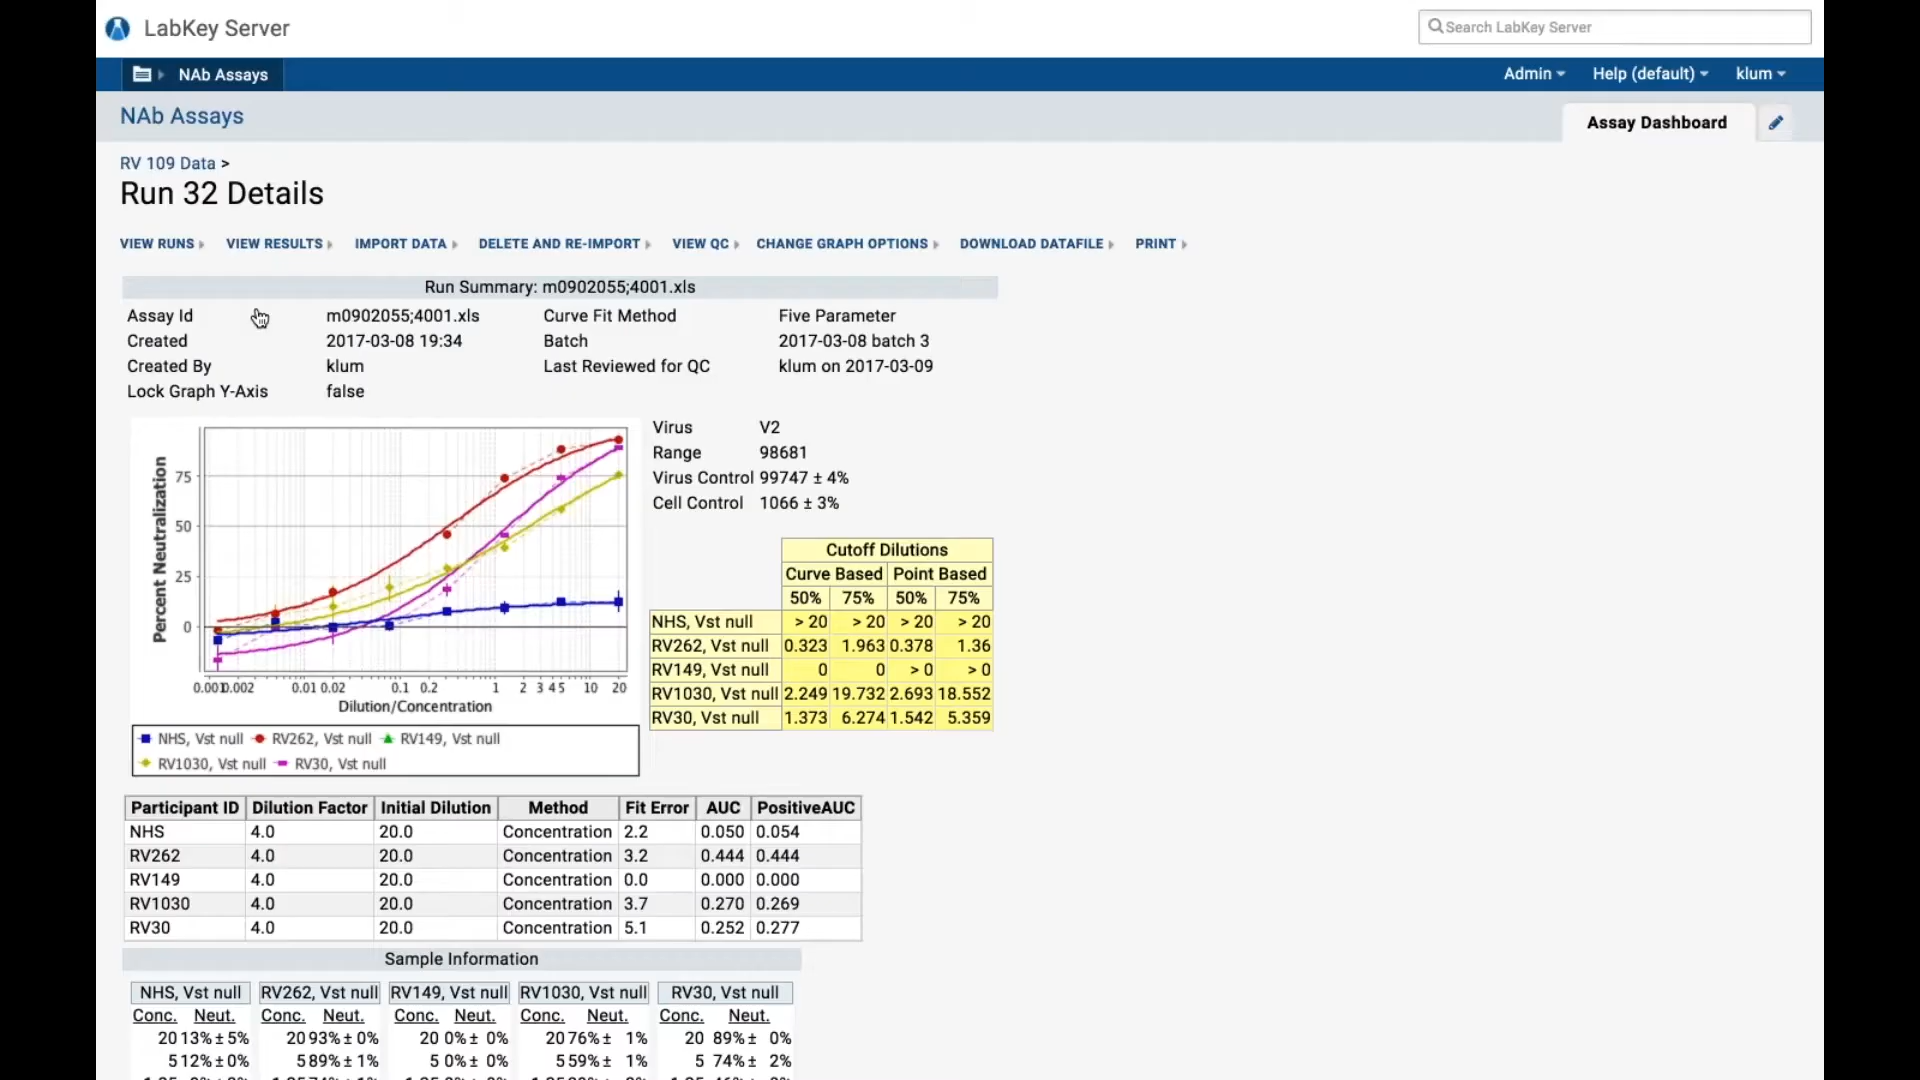 LabKey Server
Search LabKey Server
NAb Assays
Admin Help (default) klum
NAb Assays
Assay Dashboard
RV 109 Data >
Run 32 Details
VIEW RUNS VIEW RESULTS IMPORT DATA DELETE AND RE-IMPORT VIEW QC CHANGE GRAPH OPTIONS DOWNLOAD DATAFILE PRINT
Run Summary: m0902055;4001.xls
Assay Id m0902055;4001.xls Curve Fit Method Five Parameter
Created 2017-03-08 19:34 Batch 2017-03-08 batch 3
Created By klum Last Reviewed for QC klum on 2017-03-09
Lock Graph Y-Axis false
Percent Neutralization
75
50
25
0
0.001 0.002 0.01 0.02 0.1 0.2 1 2 3 4 5 10 20
Dilution/Concentration
NHS, Vst null RV262, Vst null RV149, Vst null
RV1030, Vst null RV30, Vst null
Virus V2
Range 98681
Virus Control 99747 ± 4%
Cell Control 1066 ± 3%
Cutoff Dilutions
Curve Based Point Based
50% 75% 50% 75%
NHS, Vst null > 20 > 20 > 20 > 20
RV262, Vst null 0.323 1.963 0.378 1.36
RV149, Vst null 0 0 > 0 > 0
RV1030, Vst null 2.249 19.732 2.693 18.552
RV30, Vst null 1.373 6.274 1.542 5.359
Participant ID Dilution Factor Initial Dilution Method Fit Error AUC PositiveAUC
NHS 4.0 20.0 Concentration 2.2 0.050 0.054
RV262 4.0 20.0 Concentration 3.2 0.444 0.444
RV149 4.0 20.0 Concentration 0.0 0.000 0.000
RV1030 4.0 20.0 Concentration 3.7 0.270 0.269
RV30 4.0 20.0 Concentration 5.1 0.252 0.277
Sample Information
NHS, Vst null RV262, Vst null RV149, Vst null RV1030, Vst null RV30, Vst null
Conc. Neut. Conc. Neut. Conc. Neut. Conc. Neut. Conc. Neut.
20 13% ± 5% 20 93% ± 0% 20 0% ± 0% 20 76% ± 1% 20 89% ± 0%
5 12% ± 0% 5 89% ± 1% 5 0% ± 0% 5 59% ± 1% 5 74% ± 2%